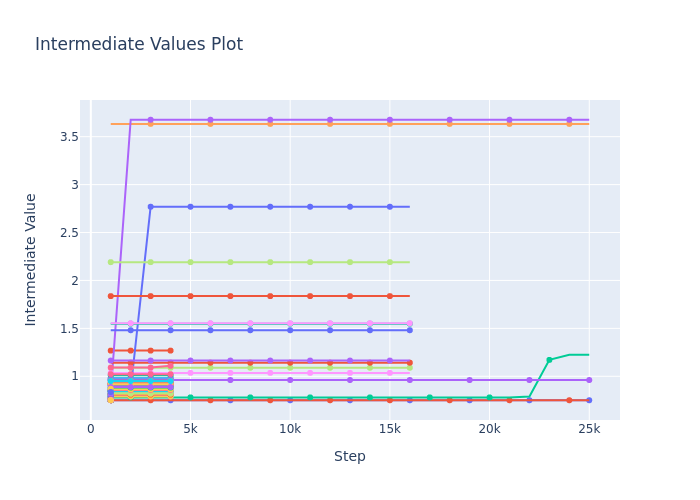 Intermediate Values Plot
3.5
3
2.5
2
1.5
1
0
5k
10k
15k
20k
25k
Step
Intermediate Value